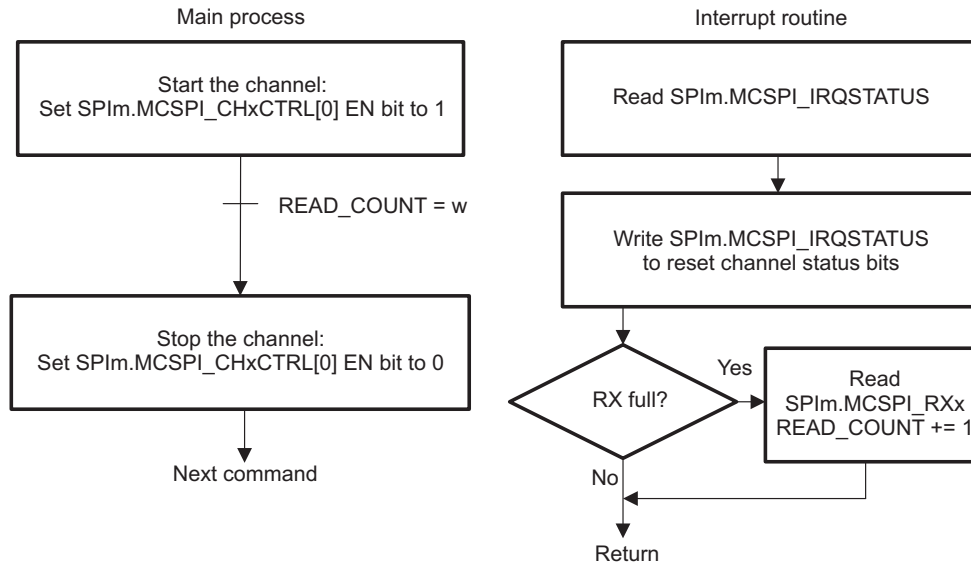 Main process
Start the channel:
Set SPIm.MCSPI_CHxCTRL[0] EN bit to 1
READ_COUNT = w
Stop the channel:
Set SPIm.MCSPI_CHxCTRL[0] EN bit to 0
Next command
Interrupt routine
Read SPIm.MCSPI_IRQSTATUS
Write SPIm.MCSPI_IRQSTATUS
to reset channel status bits
RX full?
Yes
Read
SPIm.MCSPI_RXx
READ_COUNT += 1
No
Return